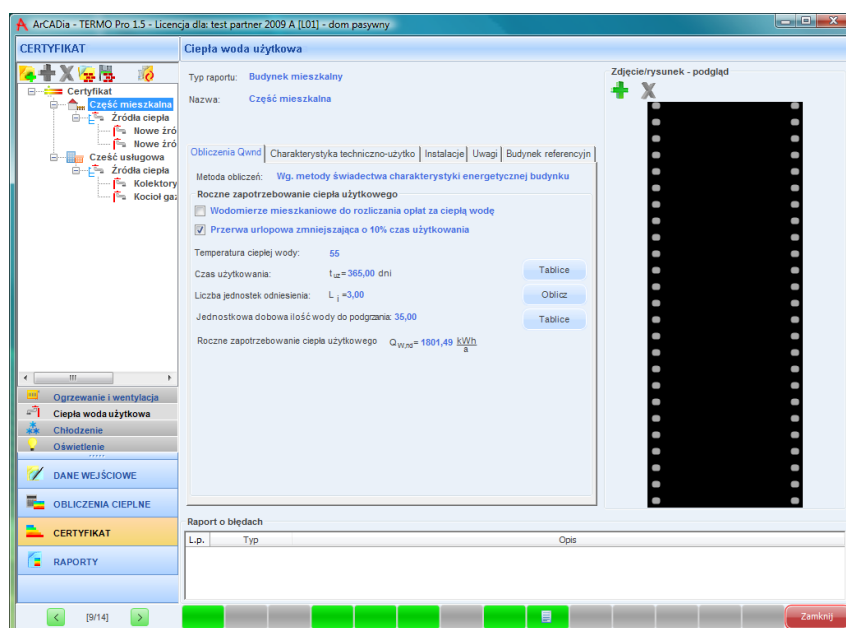 ArCADia - TERMO Pro 1.5 - Licencja dla: test partner 2009 A [L01] - dom pasywny
CERTYFIKAT
Ciepła woda użytkowa
Certyfikat
Część mieszkalna
Źródła ciepła
Nowe źró
Nowe źró
Cześć usługowa
Źródła ciepła
Kolektory
Kocioł gaz
Typ raportu: Budynek mieszkalny
Nazwa: Część mieszkalna
Zdjęcie/rysunek - podgląd
Obliczenia Qwnd Charakterystyka techniczno-użytko Instalacje Uwagi Budynek referencyjn
Metoda obliczeń: Wg. metody świadectwa charakterystyki energetycznej budynku
Roczne zapotrzebowanie ciepła użytkowego
Wodomierze mieszkaniowe do rozliczania opłat za ciepłą wodę
Przerwa urlopowa zmniejszająca o 10% czas użytkowania
Temperatura ciepłej wody: 55
Czas użytkowania: tuz= 365,00 dni Tablice
Liczba jednostek odniesienia: Li =3,00 Oblicz
Jednostkowa dobowa ilość wody do podgrzania: 35,00 Tablice
Roczne zapotrzebowanie ciepła użytkowego QW,nd= 1801,49 kWh/a
Ogrzewanie i wentylacja
Ciepła woda użytkowa
Chłodzenie
Oświetlenie
DANE WEJŚCIOWE
OBLICZENIA CIEPLNE
CERTYFIKAT
RAPORTY
Raport o błędach
L.p. Typ Opis
[9/14]
Zamknij